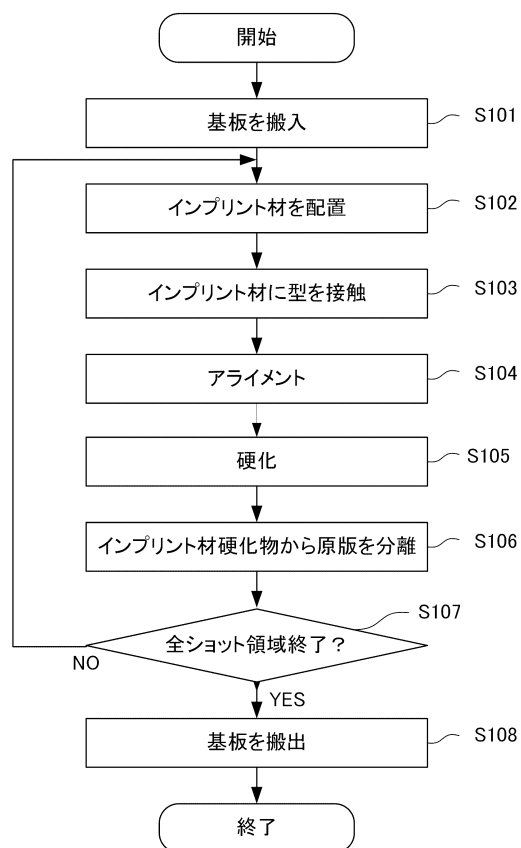 開始
基板を搬入
S101
インプリント材を配置
S102
インプリント材に型を接触
S103
アライメント
S104
硬化
S105
インプリント材硬化物から原版を分離
S106
全ショット領域終了？
S107
NO
YES
基板を搬出
S108
終了